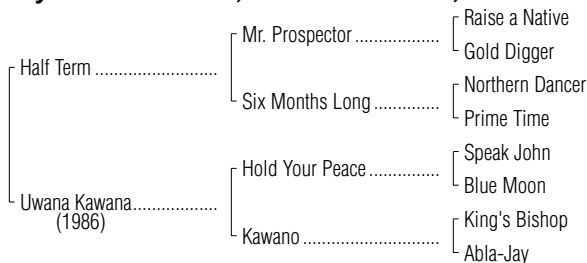 Raise a Native
Mr. Prospector ..................
Gold Digger
Half Term ..........................
Northern Dancer
Six Months Long ..............
Prime Time
Speak John
Hold Your Peace ...............
Blue Moon
Uwana Kawana..................
(1986)
King's Bishop
Kawano .............................
Abla-Jay